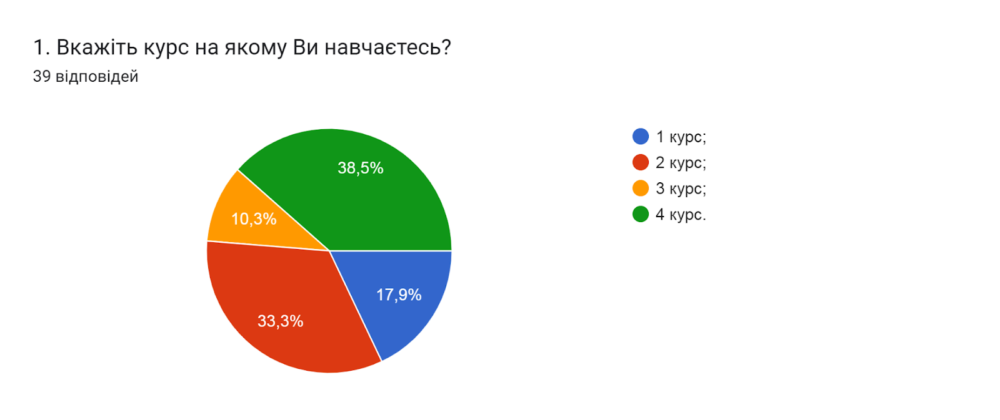 1. Вкажіть курс на якому Ви навчаєтесь?
39 відповідей
38,5%
10,3%
17,9%
33,3%
1 курс;
2 курс;
3 курс;
4 курс.